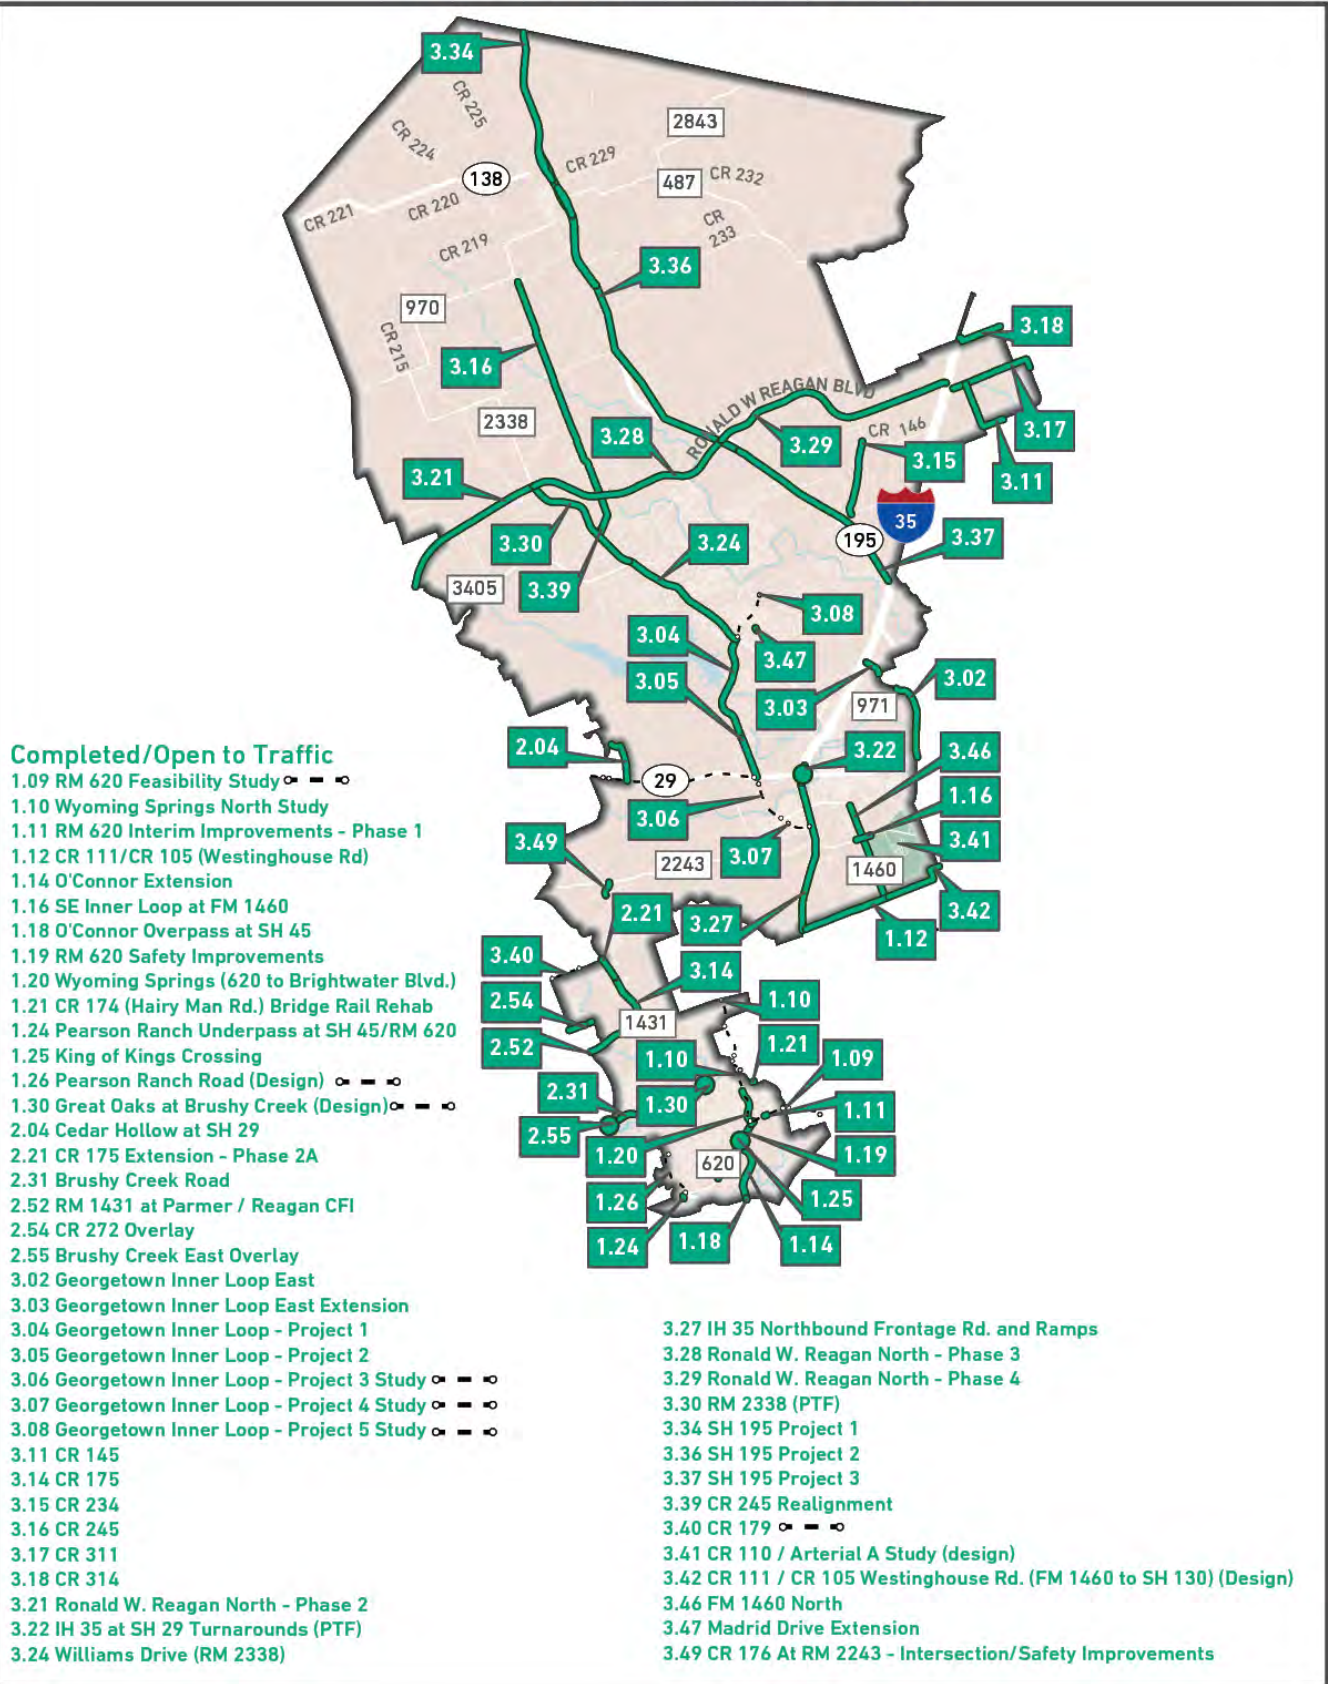 3.34
CR 225
2843
CR 224
CR 229
138
487
CR 232
CR 221
CR 220
CR
233
CR 219
3.36
970
3.18
CR 215
3.16
RONALD W REAGAN BLVD
2338
3.28
3.29
CR 146
3.17
3.15
3.21
3.11
35
195
3.30
3.24
3.37
3405
3.39
3.08
3.04
3.47
3.05
3.03
971
3.02
2.04
3.22
3.46
29
1.16
3.06
3.49
3.07
3.41
2243
1460
2.21
3.27
3.42
1.12
3.40
3.14
2.54
1.10
1431
2.52
1.10
1.21
1.09
2.31
1.30
1.11
2.55
1.20
620
1.19
1.26
1.25
1.24
1.18
1.14
Completed/Open to Traffic
1.09 RM 620 Feasibility Study
1.10 Wyoming Springs North Study
1.11 RM 620 Interim Improvements - Phase 1
1.12 CR 111/CR 105 (Westinghouse Rd)
1.14 O'Connor Extension
1.16 SE Inner Loop at FM 1460
1.18 O'Connor Overpass at SH 45
1.19 RM 620 Safety Improvements
1.20 Wyoming Springs (620 to Brightwater Blvd.)
1.21 CR 174 (Hairy Man Rd.) Bridge Rail Rehab
1.24 Pearson Ranch Underpass at SH 45/RM 620
1.25 King of Kings Crossing
1.26 Pearson Ranch Road (Design)
1.30 Great Oaks at Brushy Creek (Design)
2.04 Cedar Hollow at SH 29
2.21 CR 175 Extension - Phase 2A
2.31 Brushy Creek Road
2.52 RM 1431 at Parmer / Reagan CFI
2.54 CR 272 Overlay
2.55 Brushy Creek East Overlay
3.02 Georgetown Inner Loop East
3.03 Georgetown Inner Loop East Extension
3.04 Georgetown Inner Loop - Project 1
3.05 Georgetown Inner Loop - Project 2
3.06 Georgetown Inner Loop - Project 3 Study
3.07 Georgetown Inner Loop - Project 4 Study
3.08 Georgetown Inner Loop - Project 5 Study
3.11 CR 145
3.14 CR 175
3.15 CR 234
3.16 CR 245
3.17 CR 311
3.18 CR 314
3.21 Ronald W. Reagan North - Phase 2
3.22 IH 35 at SH 29 Turnarounds (PTF)
3.24 Williams Drive (RM 2338)
3.27 IH 35 Northbound Frontage Rd. and Ramps
3.28 Ronald W. Reagan North - Phase 3
3.29 Ronald W. Reagan North - Phase 4
3.30 RM 2338 (PTF)
3.34 SH 195 Project 1
3.36 SH 195 Project 2
3.37 SH 195 Project 3
3.39 CR 245 Realignment
3.40 CR 179
3.41 CR 110 / Arterial A Study (design)
3.42 CR 111 / CR 105 Westinghouse Rd. (FM 1460 to SH 130) (Design)
3.46 FM 1460 North
3.47 Madrid Drive Extension
3.49 CR 176 At RM 2243 - Intersection/Safety Improvements